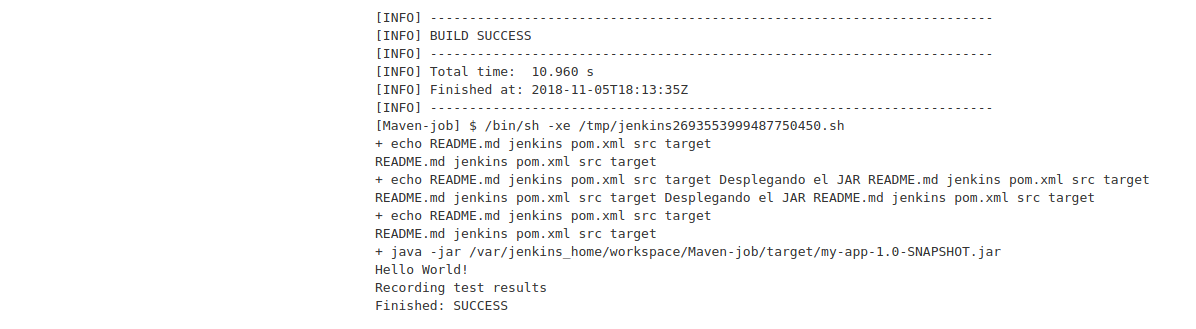 [INFO] ------------------------------------------------------------------------
[INFO] BUILD SUCCESS
[INFO] ------------------------------------------------------------------------
[INFO] Total time:  10.960 s
[INFO] Finished at: 2018-11-05T18:13:35Z
[INFO] ------------------------------------------------------------------------
[Maven-job] $ /bin/sh -xe /tmp/jenkins2693553999487750450.sh
+ echo README.md jenkins pom.xml src target
README.md jenkins pom.xml src target
+ echo README.md jenkins pom.xml src target Desplegando el JAR README.md jenkins pom.xml src target
README.md jenkins pom.xml src target Desplegando el JAR README.md jenkins pom.xml src target
+ echo README.md jenkins pom.xml src target
README.md jenkins pom.xml src target
+ java -jar /var/jenkins_home/workspace/Maven-job/target/my-app-1.0-SNAPSHOT.jar
Hello World!
Recording test results
Finished: SUCCESS